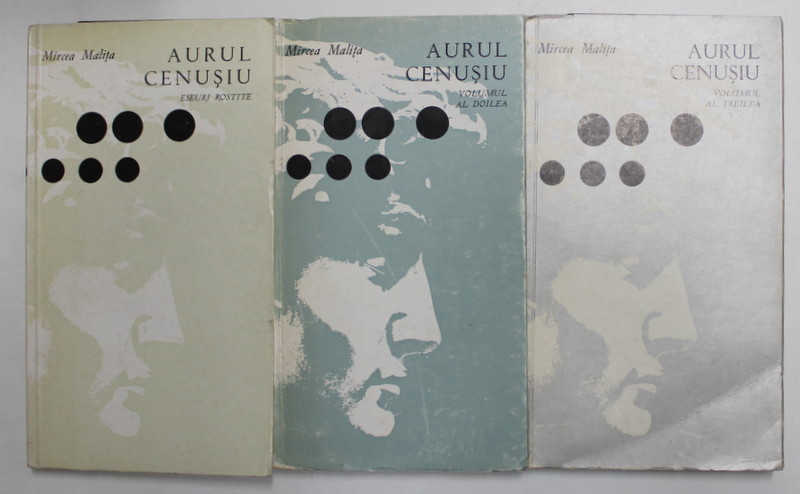 Mircea Malița
AURUL
CENUȘIU
ESEURI ROSTITE
Mircea Malița
AURUL
CENUȘIU
VOLUMUL
AL DOILEA
Mircea Malița
AURUL
CENUȘIU
VOLUMUL
AL TREILEA